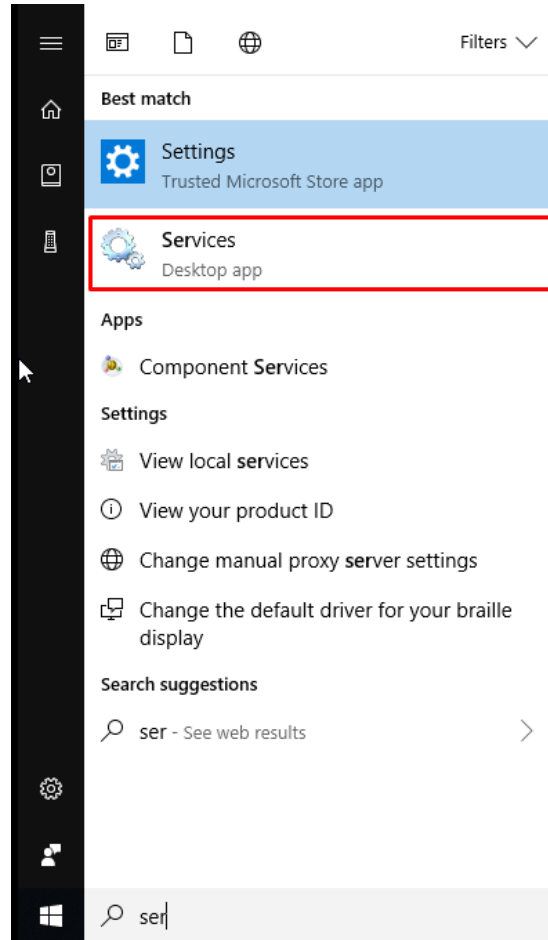 Filters
Best match
Settings
Trusted Microsoft Store app
Services
Desktop app
Apps
Component Services
Settings
View local services
View your product ID
Change manual proxy server settings
Change the default driver for your braille
display
Search suggestions
ser - See web results
ser